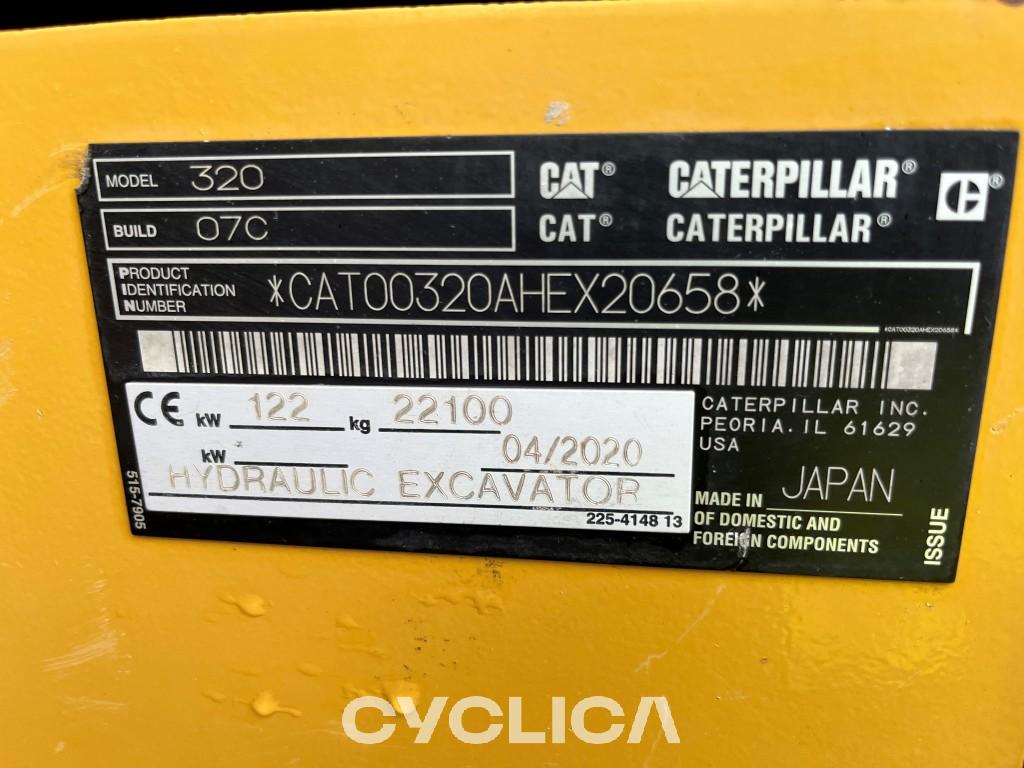 MODEL 320
BUILD 07C
CAT® CATERPILLAR® ®
CAT® CATERPILLAR®
PRODUCT
IDENTIFICATION
NUMBER
*CAT00320AHEX20658*
*CAT00320AHEX20658*
CE kW 122 kg 22100
kW 04/2020
HYDRAULIC EXCAVATOR
225-4148 13
515-7905
CATERPILLAR INC.
PEORIA. IL 61629
USA
MADE IN JAPAN
OF DOMESTIC AND
FOREIGN COMPONENTS
ISSUE
CYCLICA